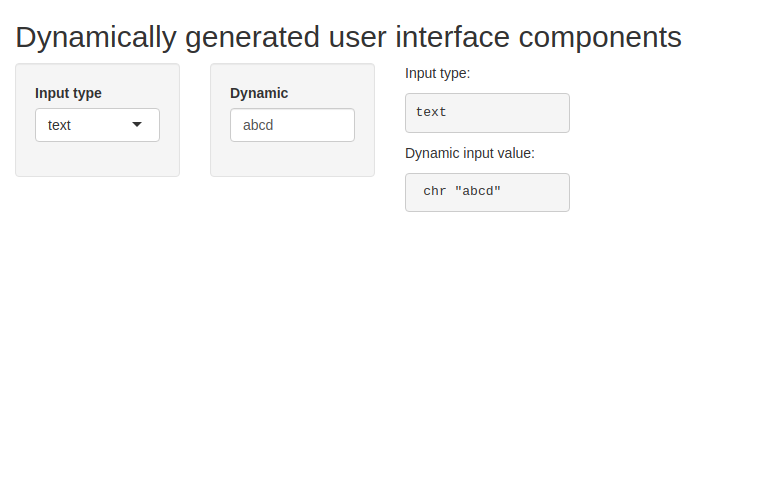 Dynamically generated user interface components
Input type
text
Dynamic
abcd
Input type:
text
Dynamic input value:
chr "abcd"